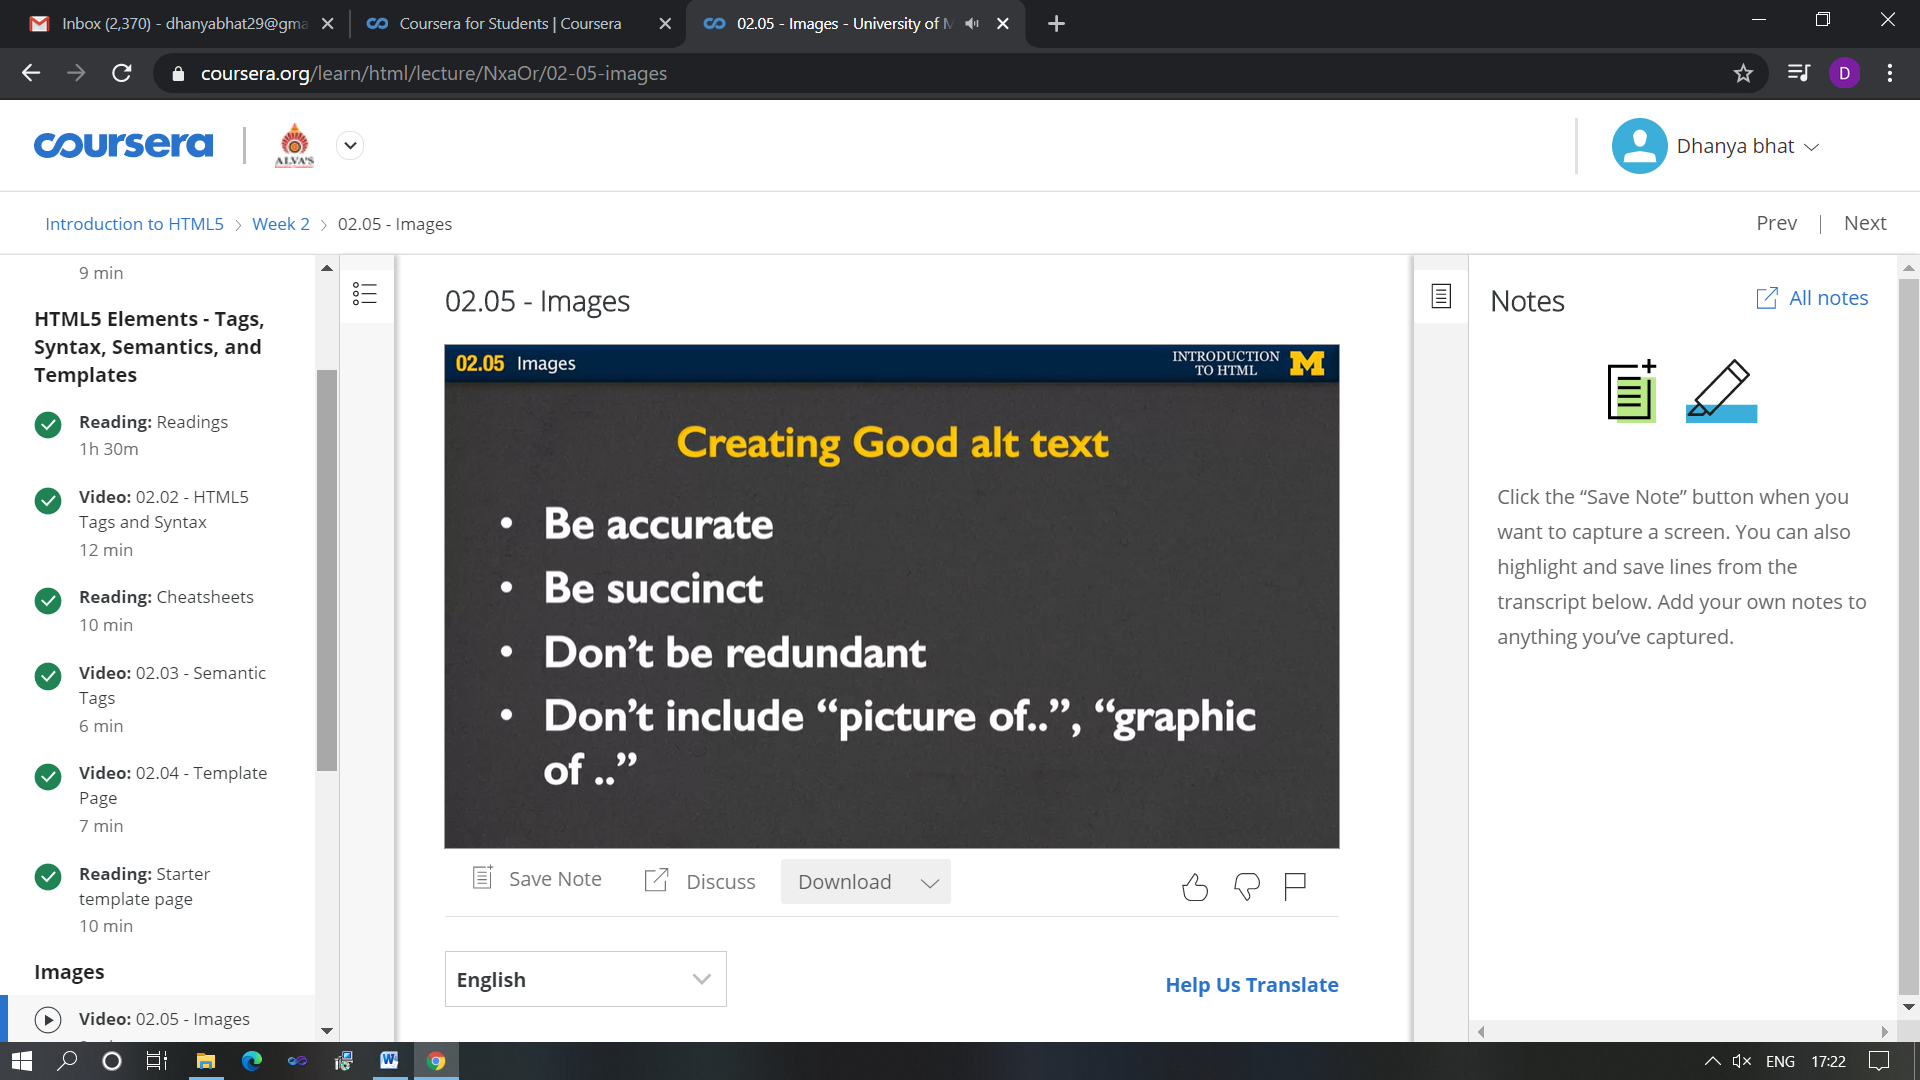 Inbox (2,370) - dhanyabhat29@gma
Coursera for Students | Coursera
02.05 - Images - University of M
coursera.org/learn/html/lecture/NxaOr/02-05-images
D
coursera
ALVA'S
Dhanya bhat
Introduction to HTML5 > Week 2 > 02.05 - Images
Prev | Next
9 min
HTML5 Elements - Tags,
Syntax, Semantics, and
Templates
Reading: Readings
1h 30m
Video: 02.02 - HTML5
Tags and Syntax
12 min
Reading: Cheatsheets
10 min
Video: 02.03 - Semantic
Tags
6 min
Video: 02.04 - Template
Page
7 min
Reading: Starter
template page
10 min
Images
Video: 02.05 - Images
02.05 - Images
02.05 Images
INTRODUCTION
TO HTML
M
Creating Good alt text
• Be accurate
• Be succinct
• Don’t be redundant
• Don’t include “picture of..”, “graphic
of ..”
Save Note
Discuss
Download
English
Help Us Translate
Notes
All notes
Click the “Save Note” button when you
want to capture a screen. You can also
highlight and save lines from the
transcript below. Add your own notes to
anything you’ve captured.
ENG
17:22